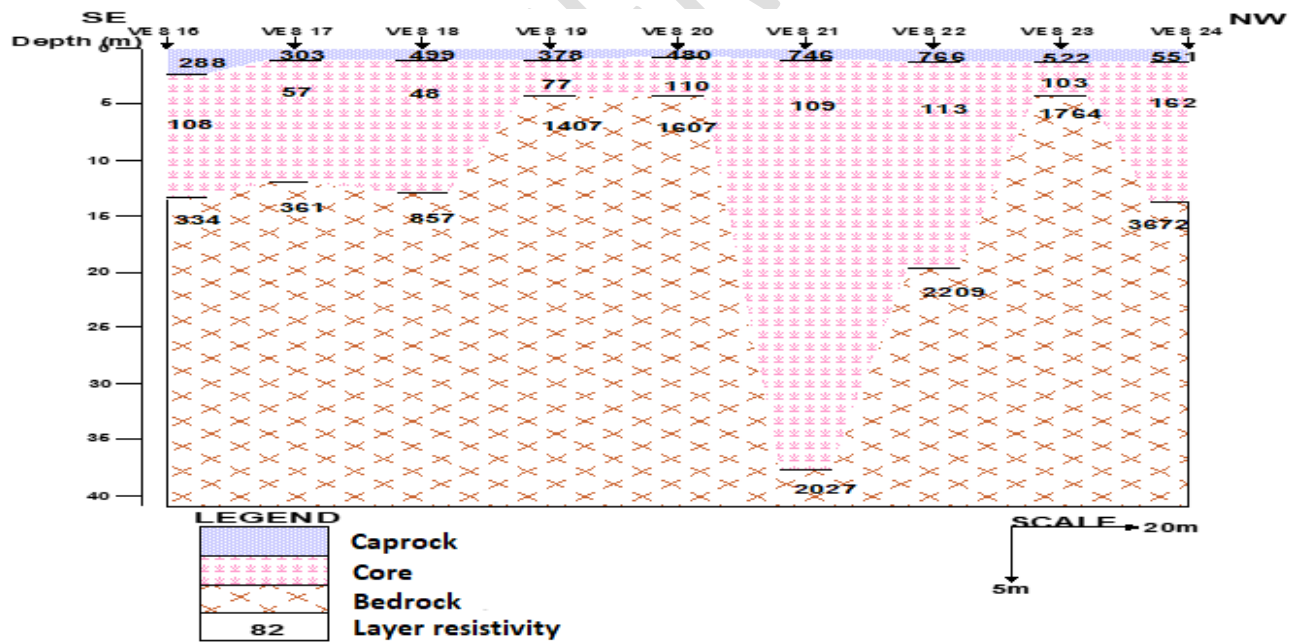 SE NW
VES 16 VES 17 VES 18 VES 19 VES 20 VES 21 VES 22 VES 23 VES 24
Depth (m)
0
288 303 499 378 480 746 766 522 551
108 57 48 77 110 109 113 103 162
6
1407 1607 1764
10
15
334 361 857 3672
20
2209
25
30
35
40
2027
LEGEND
Caprock
Core
Bedrock
82 Layer resistivity
SCALE
20m
5m